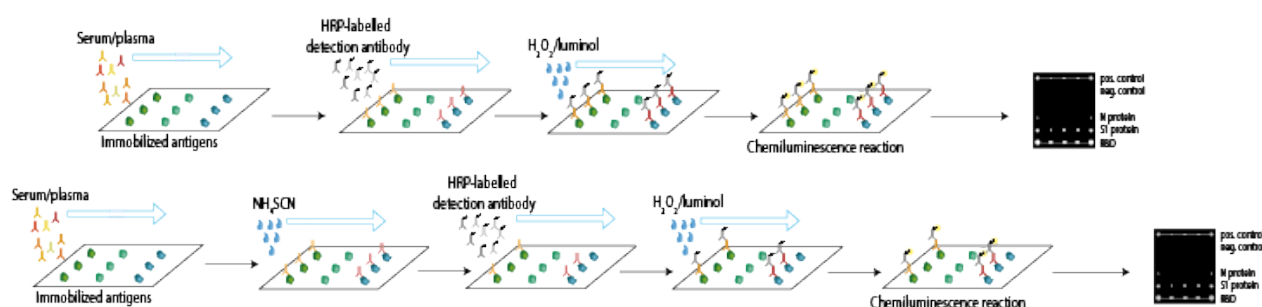 HRP-labelled
detection antibody
Serum/plasma
H₂O₂/luminol
pos. control
neg. control
N protein
S1 protein
RBD
Immobilized antigens
Chemiluminescence reaction
HRP-labelled
detection antibody
Serum/plasma
NH₄SCN
H₂O₂/luminol
pos. control
neg. control
N protein
S1 protein
RBD
Immobilized antigens
Chemiluminescence reaction